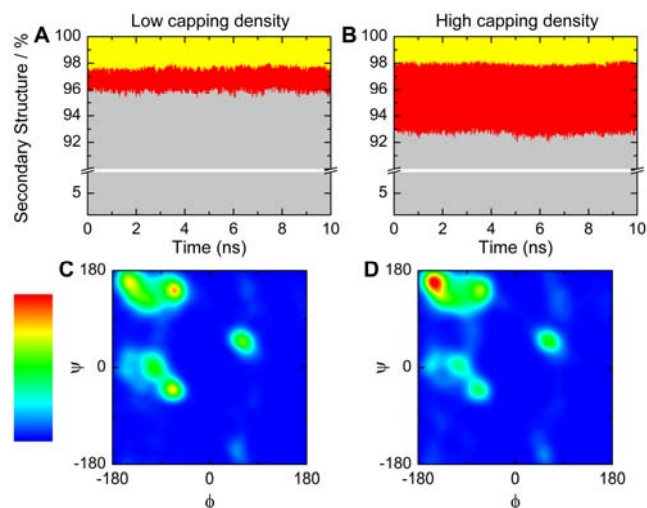 Low capping density
High capping density
A
B
Secondary Structure / %
100
98
96
94
92
5
0 2 4 6 8 10
Time (ns)
100
98
96
94
92
5
0 2 4 6 8 10
Time (ns)
C
D
180
0
-180
ψ
-180 0 180
ϕ
180
0
-180
ψ
-180 0 180
ϕ